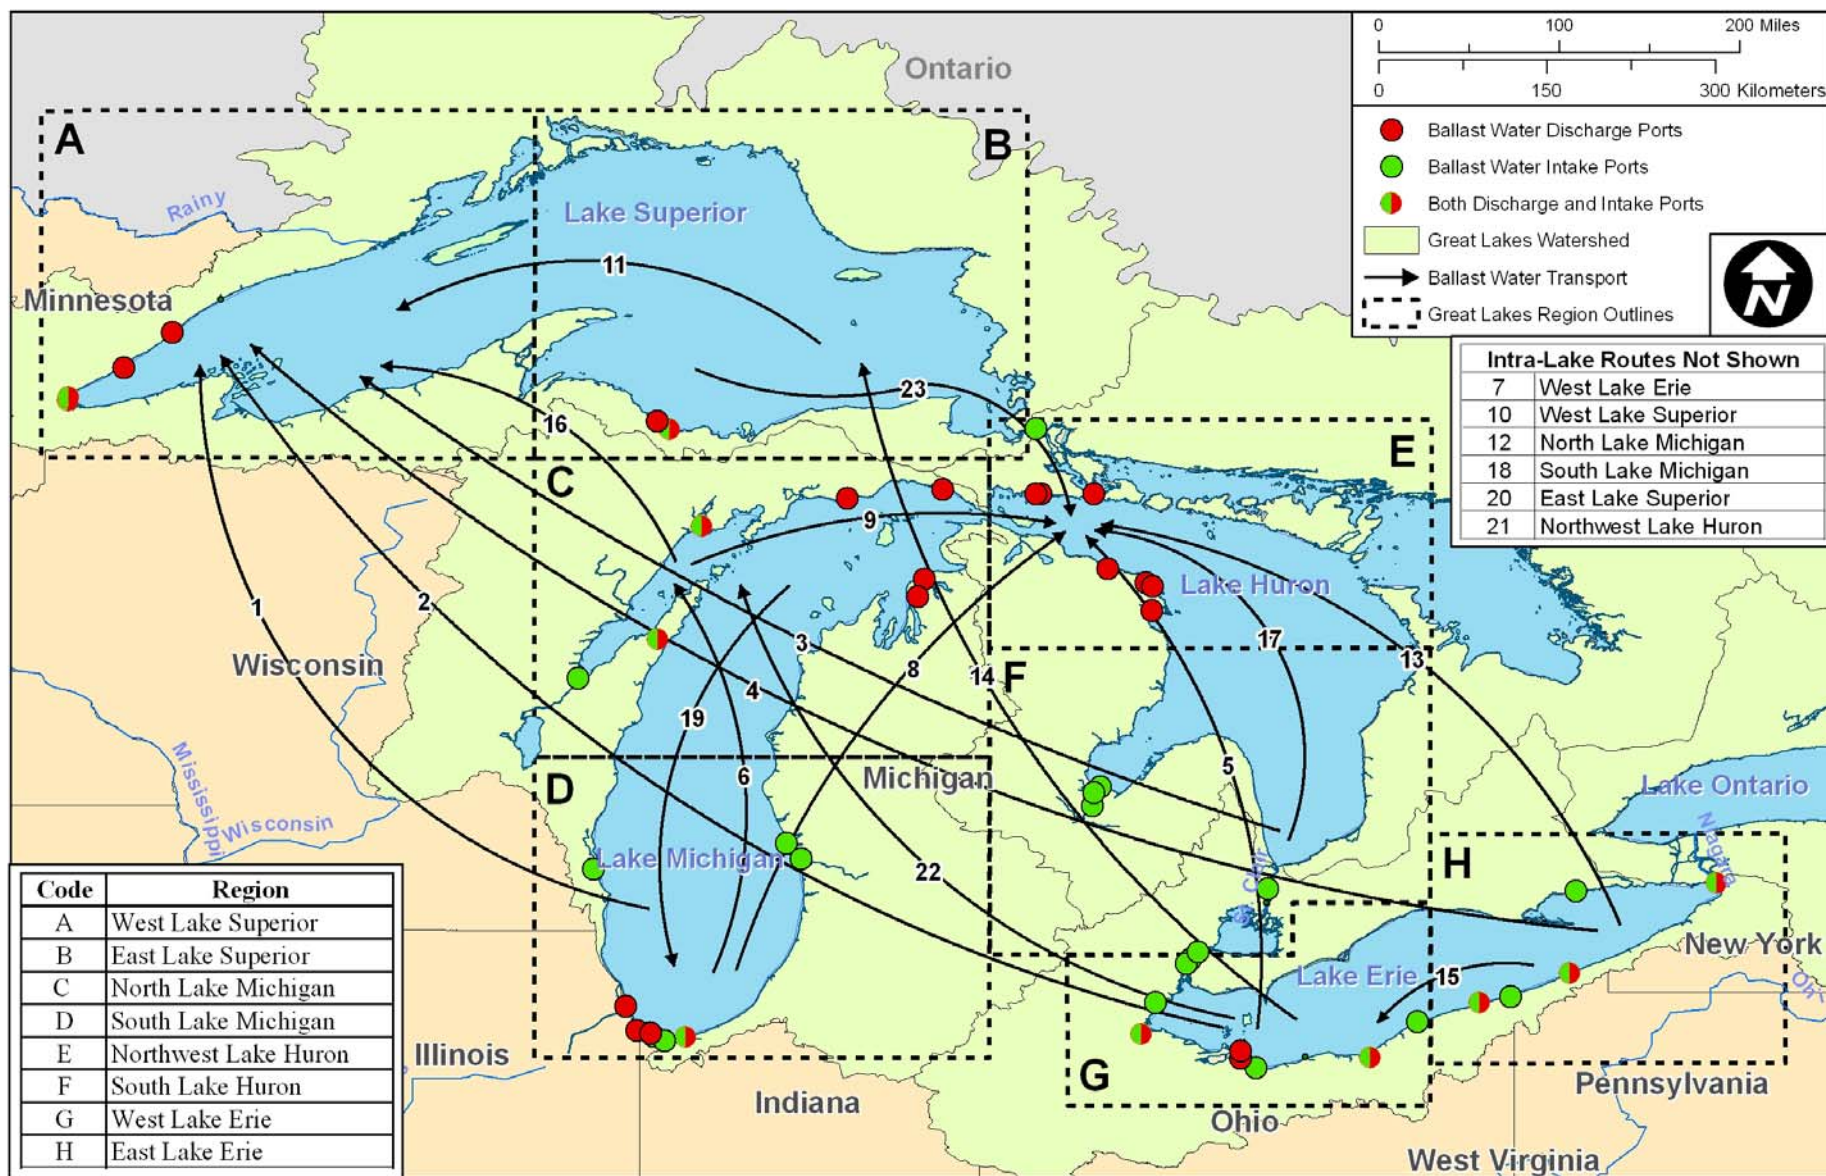 Ontario
0 100 200 Miles
0 150 300 Kilometers
Ballast Water Discharge Ports
Ballast Water Intake Ports
Both Discharge and Intake Ports
Great Lakes Watershed
Ballast Water Transport
Great Lakes Region Outlines
N
Intra-Lake Routes Not Shown
7 West Lake Erie
10 West Lake Superior
12 North Lake Michigan
18 South Lake Michigan
20 East Lake Superior
21 Northwest Lake Huron
A
B
Rainy
Lake Superior
Minnesota
11
23
16
C
E
9
Lake Huron
1
2
3
17
13
Wisconsin
8
14
F
4
19
Mississippi
Wisconsin
D
6
Michigan
5
Lake Ontario
Niagara
Lake Michigan
22
H
St. Clair
New York
Lake Erie
15
Illinois
G
Indiana
Ohio
Pennsylvania
West Virginia
Code Region
A West Lake Superior
B East Lake Superior
C North Lake Michigan
D South Lake Michigan
E Northwest Lake Huron
F South Lake Huron
G West Lake Erie
H East Lake Erie